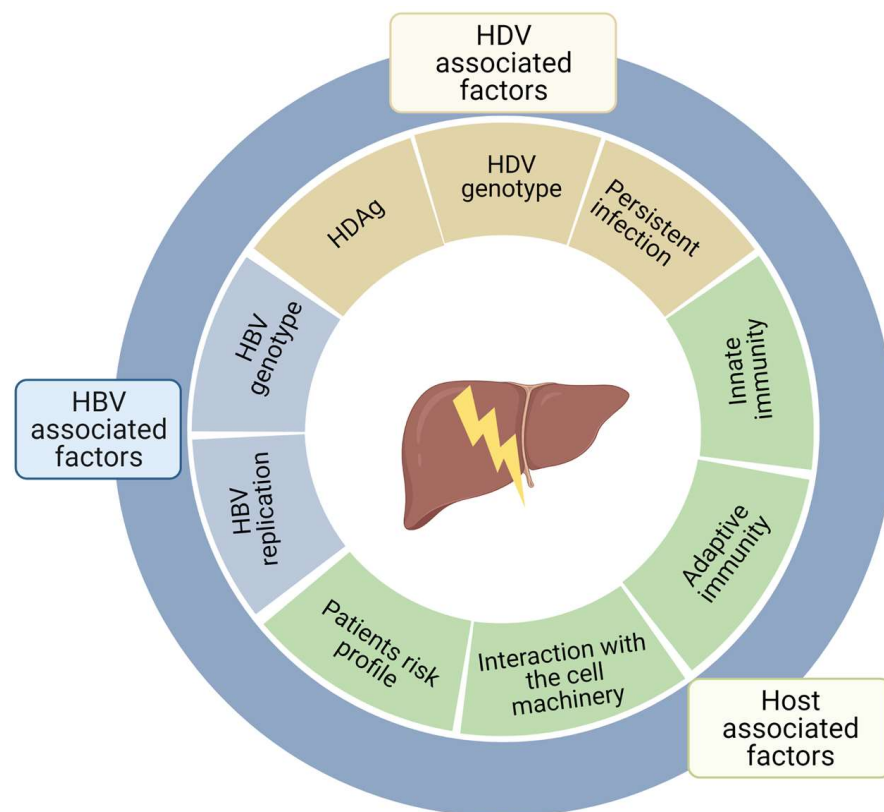 HDV
associated
factors
HDAg
HDV
genotype
Persistent
infection
HBV
genotype
Innate
immunity
HBV
associated
factors
HBV
replication
Adaptive
immunity
Patients risk
profile
Interaction with
the cell
machinery
Host
associated
factors